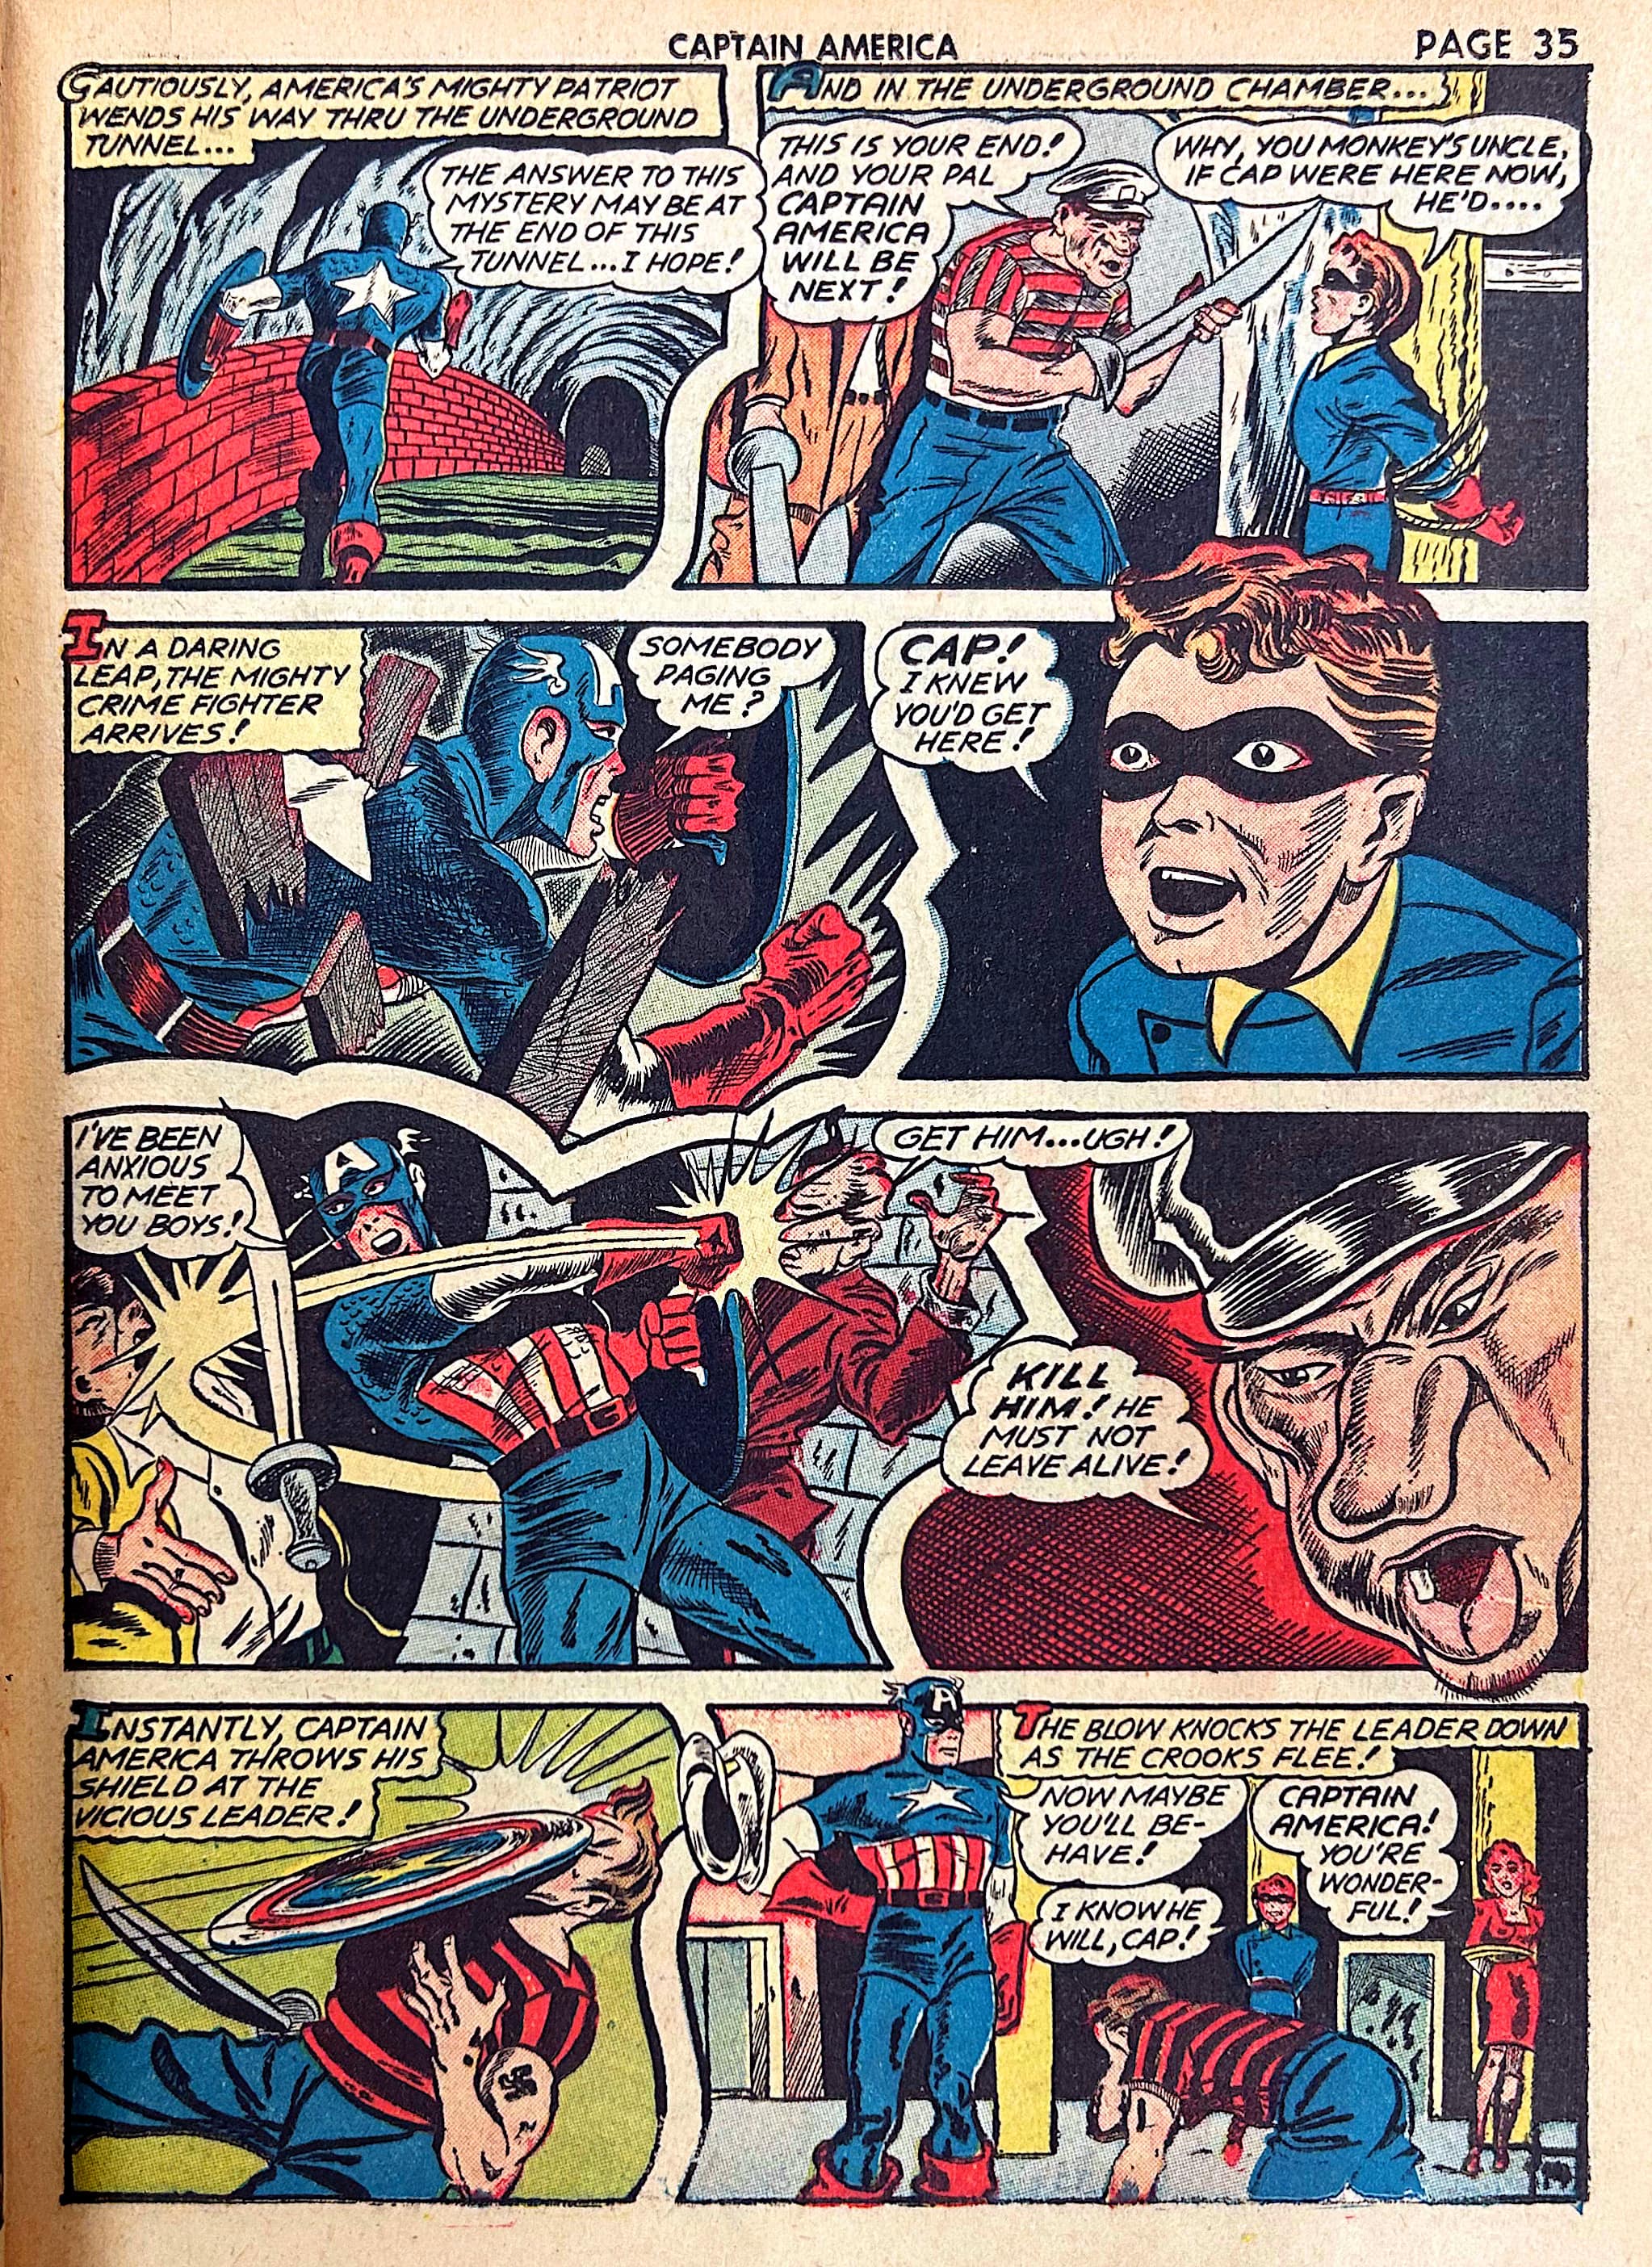 CAPTAIN AMERICA
PAGE 35
CAUTIOUSLY, AMERICA'S MIGHTY PATRIOT
WENDS HIS WAY THRU THE UNDERGROUND
TUNNEL...
THE ANSWER TO THIS
MYSTERY MAY BE AT
THE END OF THIS
TUNNEL...I HOPE!
AND IN THE UNDERGROUND CHAMBER...
THIS IS YOUR END!
AND YOUR PAL
CAPTAIN
AMERICA
WILL BE
NEXT!
WHY, YOU MONKEY'S UNCLE,
IF CAP WERE HERE NOW,
HE'D....
IN A DARING
LEAP, THE MIGHTY
CRIME FIGHTER
ARRIVES!
SOMEBODY
PAGING
ME?
CAP!
I KNEW
YOU'D GET
HERE!
I'VE BEEN
ANXIOUS
TO MEET
YOU BOYS!
GET HIM...UGH!
KILL
HIM! HE
MUST NOT
LEAVE ALIVE!
INSTANTLY, CAPTAIN
AMERICA THROWS HIS
SHIELD AT THE
VICIOUS LEADER!
THE BLOW KNOCKS THE LEADER DOWN
AS THE CROOKS FLEE!
NOW MAYBE
YOU'LL BE-
HAVE!
I KNOW HE
WILL, CAP!
CAPTAIN
AMERICA!
YOU'RE
WONDER-
FUL!
A
A